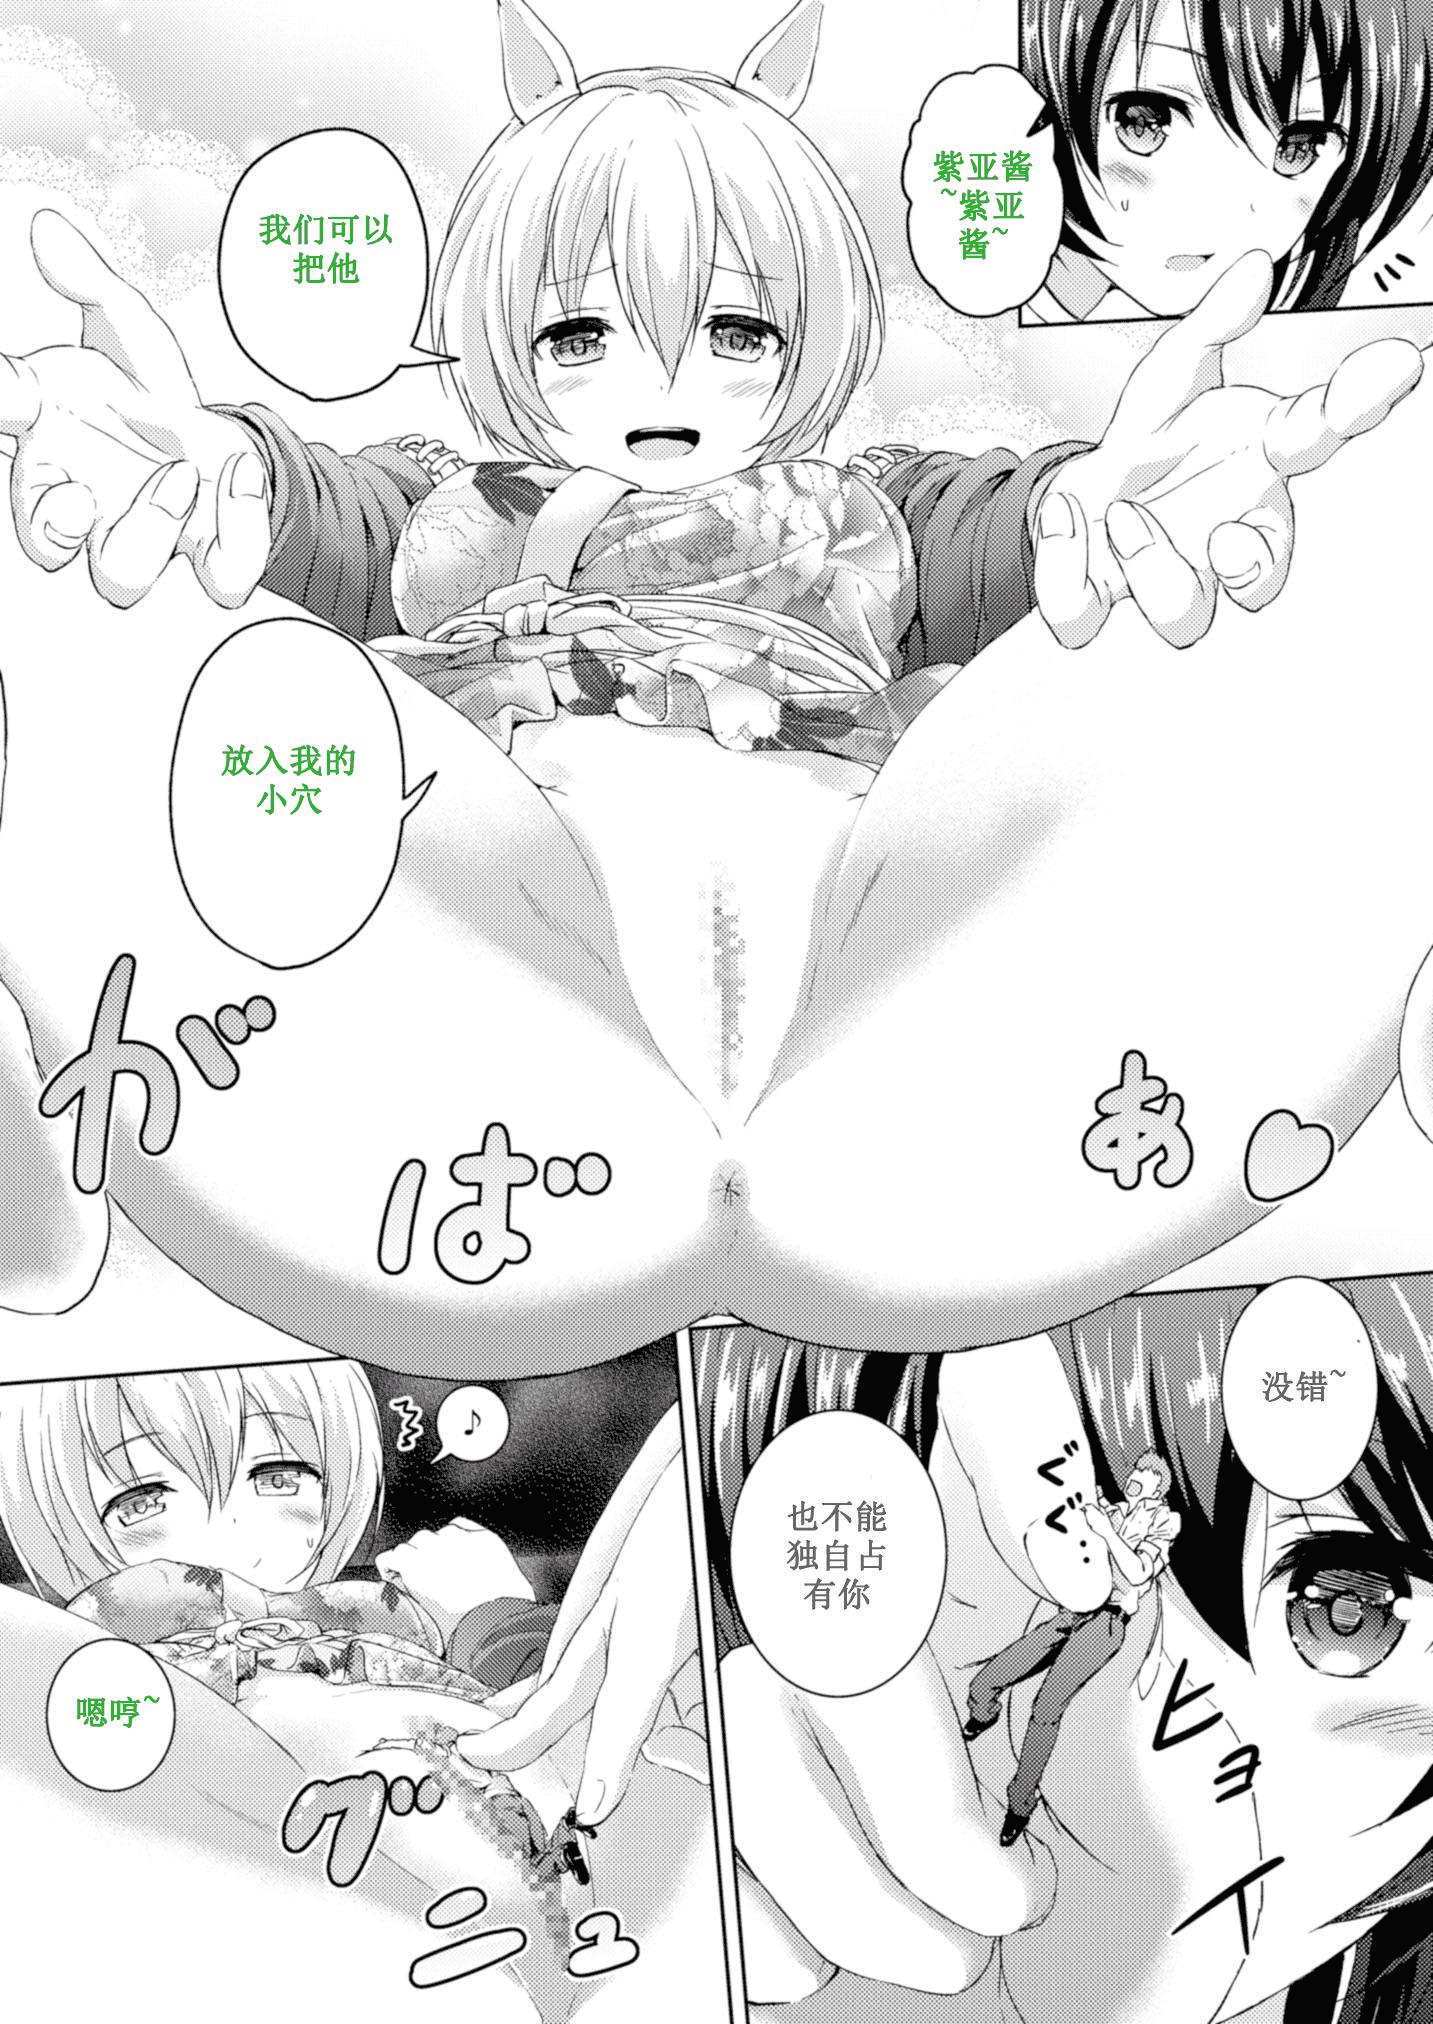 紫亚酱
~紫亚
酱~
我们可以
把他
放入我的
小穴
がばぁ
没错~
也不能
独自占
有你
ぐぐ…
ヒョイ
♪
嗯哼~
グニュ